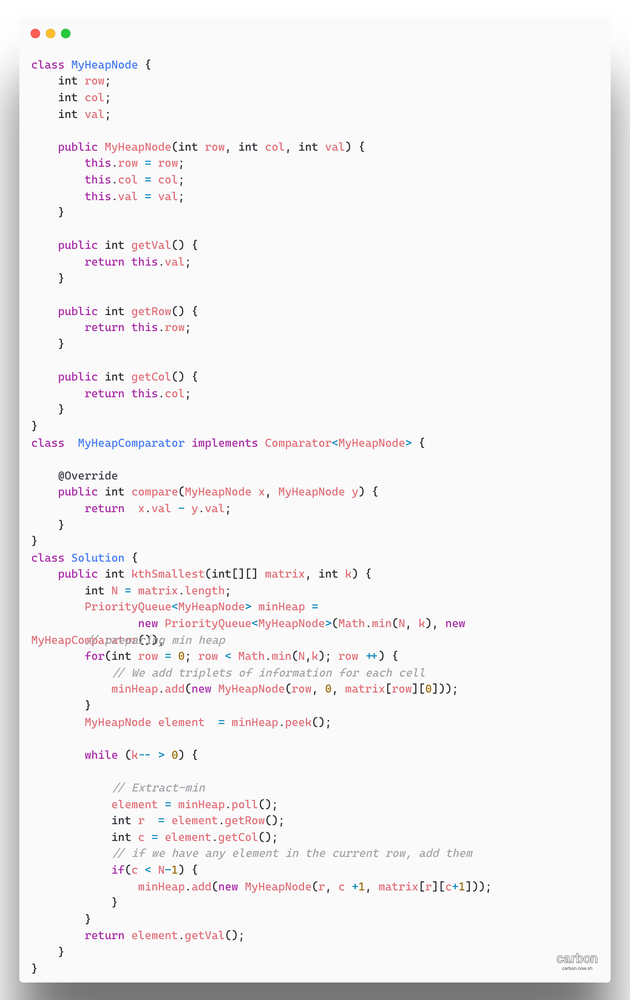 class MyHeapNode {
    int row;
    int col;
    int val;

    public MyHeapNode(int row, int col, int val) {
        this.row = row;
        this.col = col;
        this.val = val;
    }

    public int getVal() {
        return this.val;
    }

    public int getRow() {
        return this.row;
    }

    public int getCol() {
        return this.col;
    }
}
class  MyHeapComparator implements Comparator<MyHeapNode> {

    @Override
    public int compare(MyHeapNode x, MyHeapNode y) {
        return  x.val - y.val;
    }
}
class Solution {
    public int kthSmallest(int[][] matrix, int k) {
        int N = matrix.length;
        PriorityQueue<MyHeapNode> minHeap =
                new PriorityQueue<MyHeapNode>(Math.min(N, k), new
MyHeapComparator());
        // preparing min heap
        for(int row = 0; row < Math.min(N,k); row ++) {
            // We add triplets of information for each cell
            minHeap.add(new MyHeapNode(row, 0, matrix[row][0]));
        }
        MyHeapNode element  = minHeap.peek();

        while (k-- > 0) {

            // Extract-min
            element = minHeap.poll();
            int r  = element.getRow();
            int c = element.getCol();
            // if we have any element in the current row, add them
            if(c < N-1) {
                minHeap.add(new MyHeapNode(r, c +1, matrix[r][c+1]));
            }
        }
        return element.getVal();
    }
}
carbon
carbon.now.sh